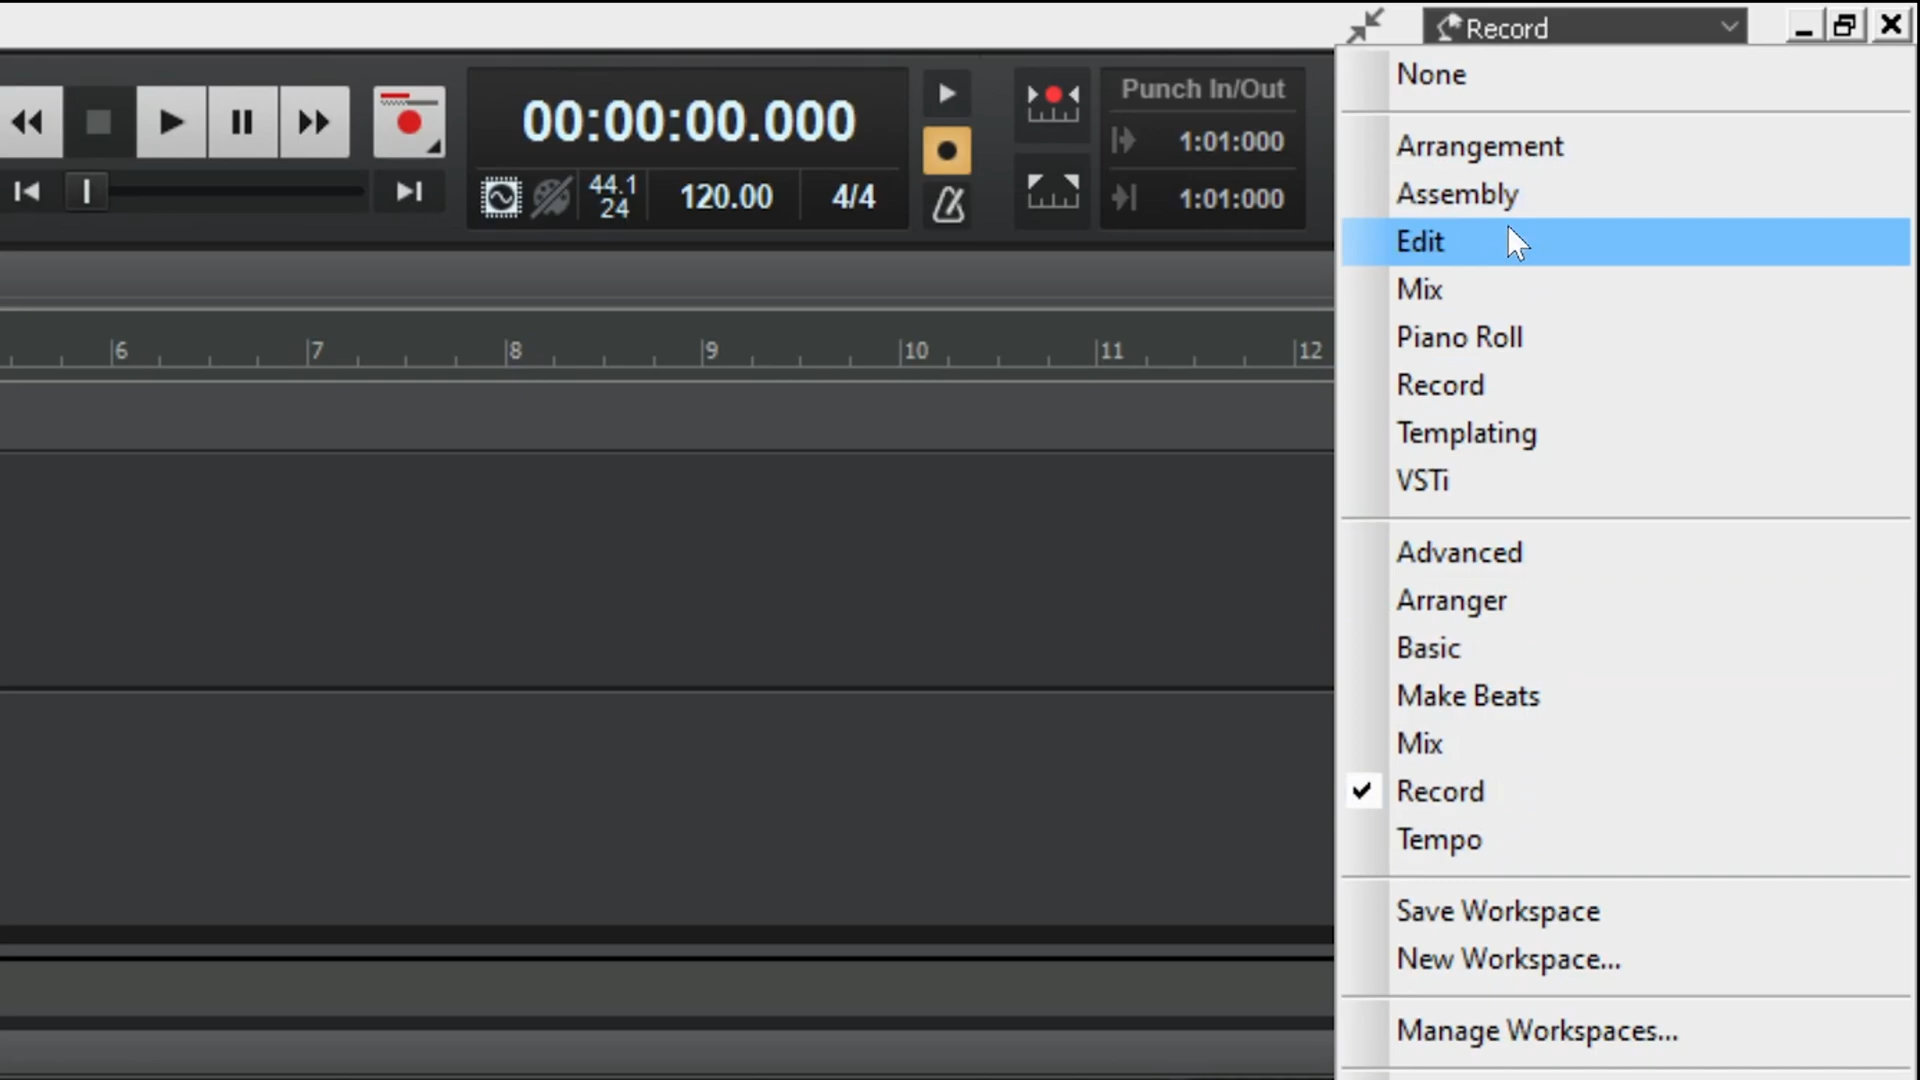 Record
00:00:00.000
44.1
24
120.00
4/4
Punch In/Out
1:01:000
1:01:000
6
7
8
9
10
11
12
None
Arrangement
Assembly
Edit
Mix
Piano Roll
Record
Templating
VSTi
Advanced
Arranger
Basic
Make Beats
Mix
Record
Tempo
Save Workspace
New Workspace...
Manage Workspaces...